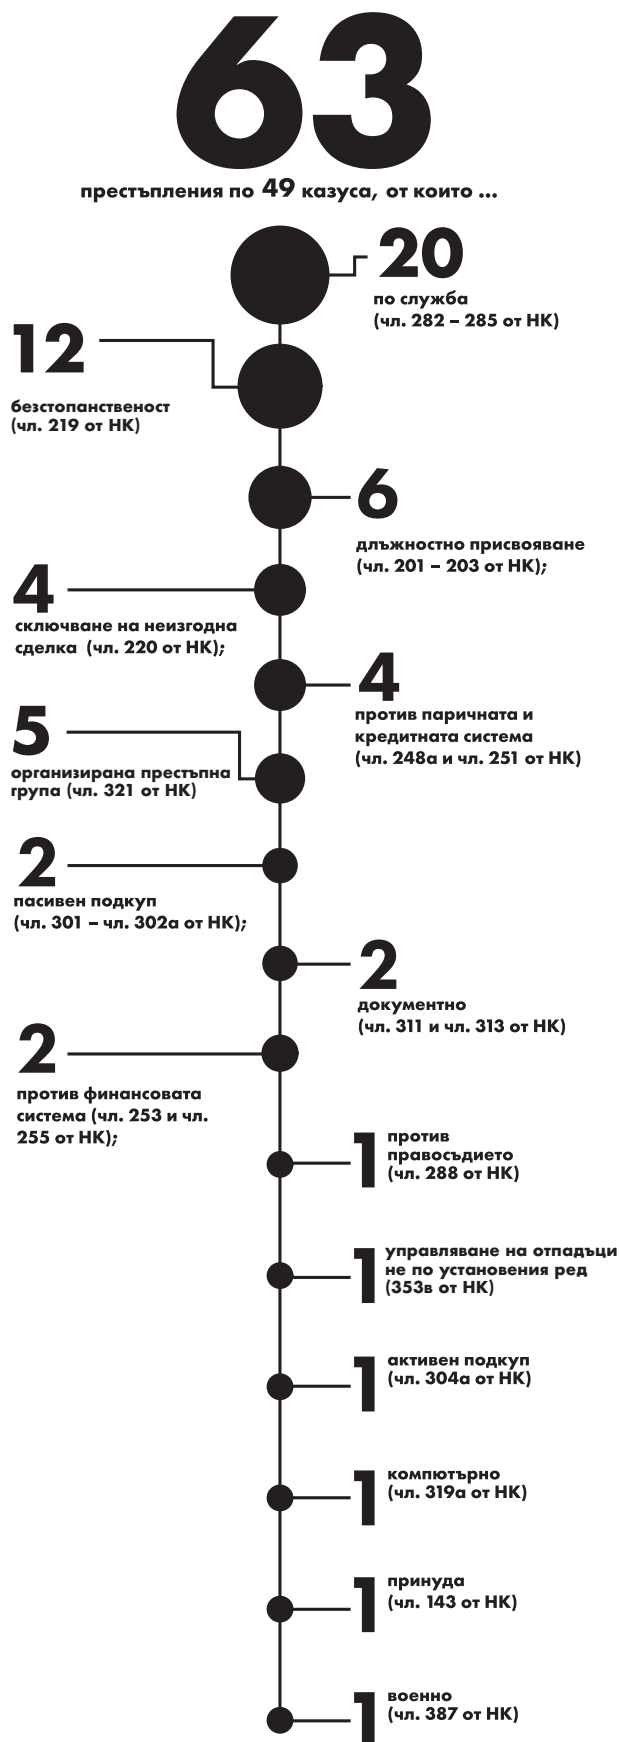 63
престъпления по 49 казуса, от които ...
20
по служба
(чл. 282 – 285 от НК)
12
безстопанственост
(чл. 219 от НК)
6
длъжностно присвояване
(чл. 201 – 203 от НК);
4
сключване на неизгодна
сделка (чл. 220 от НК);
4
против паричната и
кредитната система
(чл. 248а и чл. 251 от НК)
5
организирана престъпна
група (чл. 321 от НК)
2
пасивен подкуп
(чл. 301 – чл. 302а от НК);
2
документно
(чл. 311 и чл. 313 от НК)
2
против финансовата
система (чл. 253 и чл.
255 от НК);
1
против
правосъдието
(чл. 288 от НК)
1
управляване на отпадъци
не по установения ред
(353в от НК)
1
активен подкуп
(чл. 304а от НК)
1
компютърно
(чл. 319а от НК)
1
принуда
(чл. 143 от НК)
1
военно
(чл. 387 от НК)